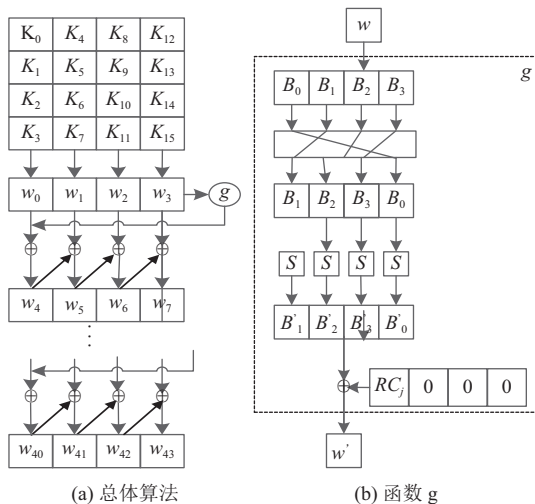 K₀ K₄ K₈ K₁₂
K₁ K₅ K₉ K₁₃
K₂ K₆ K₁₀ K₁₄
K₃ K₇ K₁₁ K₁₅
w₀ w₁ w₂ w₃ g
⊕ ⊕ ⊕ ⊕
w₄ w₅ w₆ w₇
⋮
⊕ ⊕ ⊕ ⊕
w₄₀ w₄₁ w₄₂ w₄₃
(a) 总体算法
w
g
B₀ B₁ B₂ B₃
B₁ B₂ B₃ B₀
S S S S
B'₁ B'₂ B'₃ B'₀
⊕ RCⱼ 0 0 0
w'
(b) 函数 g